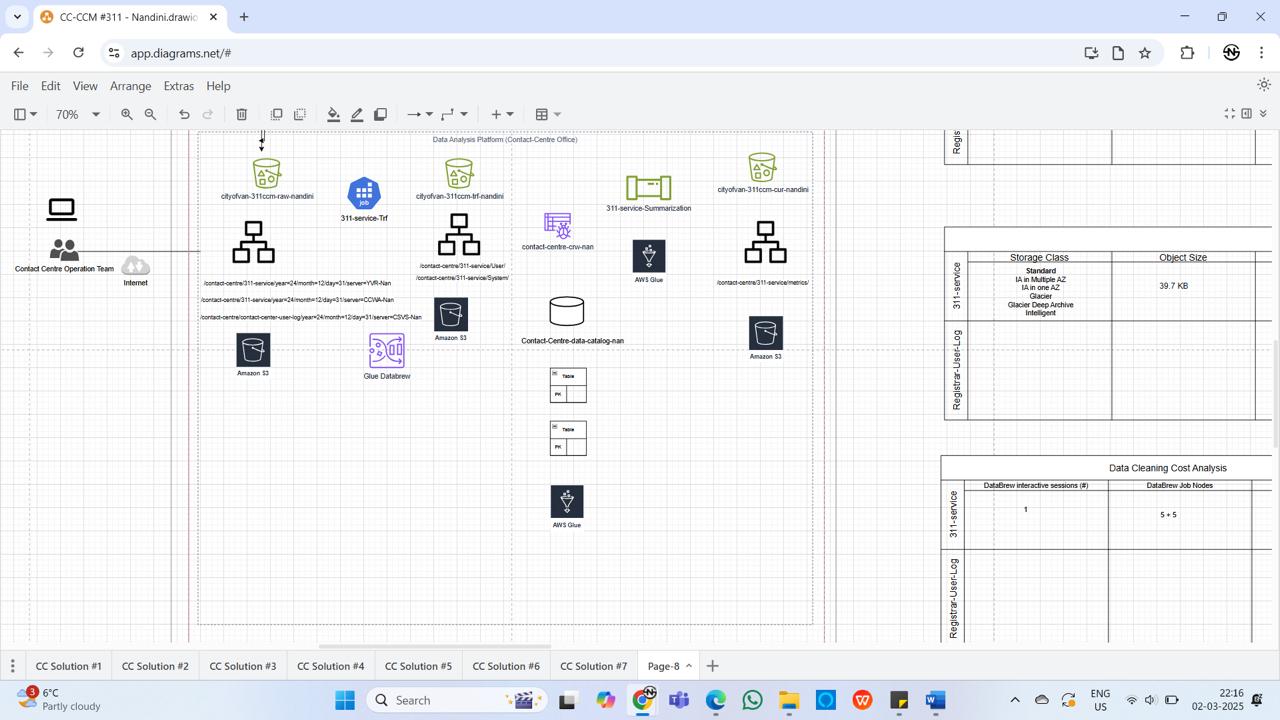 CC-CCM #311 - Nandini.drawio
app.diagrams.net/#
File Edit View Arrange Extras Help
70%
Data Analysis Platform (Contact-Centre Office)
cityofvan-311ccm-raw-nandini
job
311-service-Trf
cityofvan-311ccm-trf-nandini
contact-centre-crw-nan
311-service-Summarization
cityofvan-311ccm-cur-nandini
Contact Centre Operation Team
Internet
/contact-centre/311-service/year=24/month=12/day=31/server=YVR-Nan
/contact-centre/311-service/year=24/month=12/day=31/server=CCWA-Nan
/contact-centre/contact-center-user-log/year=24/month=12/day=31/server=CSVS-Nan
Amazon S3
Glue Databrew
/contact-centre/311-service/User/
/contact-centre/311-service/System/
Amazon S3
Contact-Centre-data-catalog-nan
Table
PK
Table
PK
AWS Glue
AWS Glue
/contact-centre/311-service/metrics/
Amazon S3
Regis
Storage Class
Object Size
311-service
Standard
IA in Multiple AZ
IA in one AZ
Glacier
Glacier Deep Archive
Intelligent
39.7 KB
Registrar-User-Log
Data Cleaning Cost Analysis
DataBrew interactive sessions (#)
DataBrew Job Nodes
311-service
1
5 + 5
Registrar-User-Log
CC Solution #1
CC Solution #2
CC Solution #3
CC Solution #4
CC Solution #5
CC Solution #6
CC Solution #7
Page-8
3
6°C
Partly cloudy
Search
ENG
US
22:16
02-03-2025